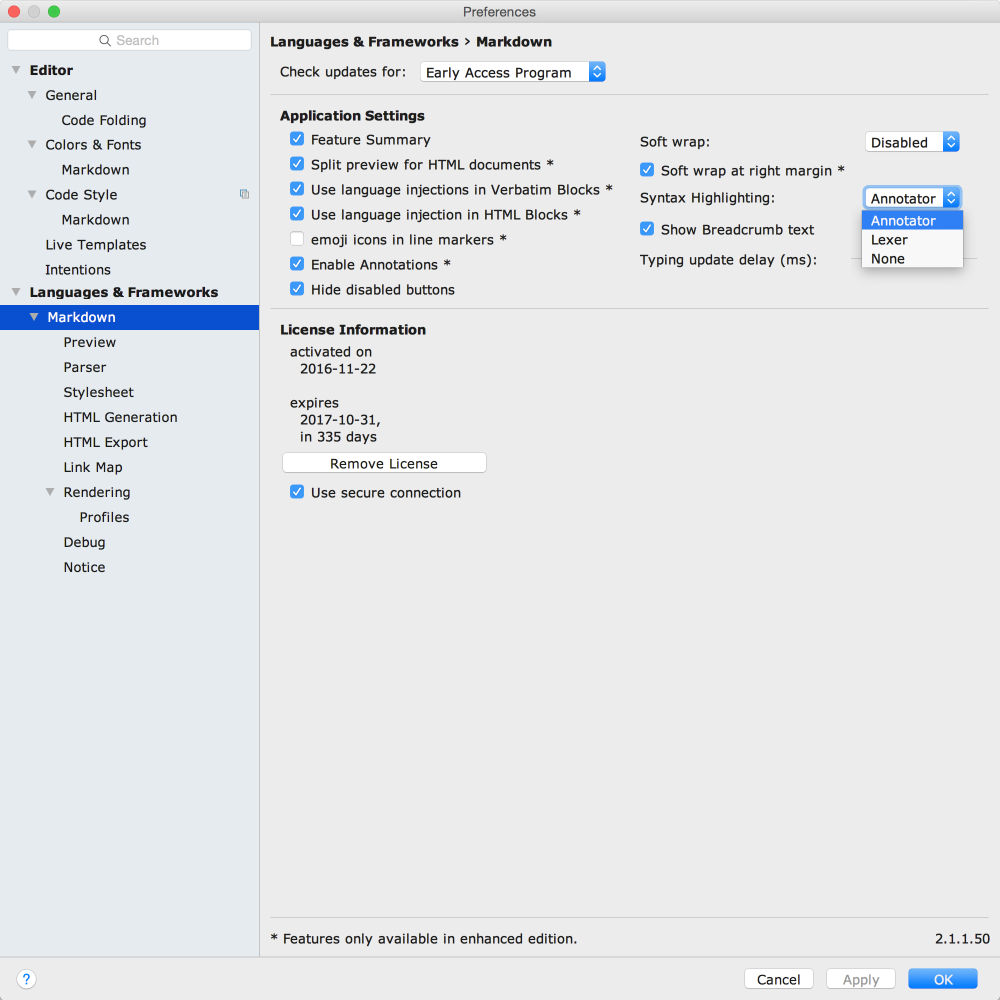 Preferences
Search
Editor
General
Code Folding
Colors & Fonts
Markdown
Code Style
Markdown
Live Templates
Intentions
Languages & Frameworks
Markdown
Preview
Parser
Stylesheet
HTML Generation
HTML Export
Link Map
Rendering
Profiles
Debug
Notice
Languages & Frameworks › Markdown
Check updates for: Early Access Program
Application Settings
Feature Summary
Split preview for HTML documents *
Use language injections in Verbatim Blocks *
Use language injection in HTML Blocks *
emoji icons in line markers *
Enable Annotations *
Hide disabled buttons
Soft wrap: Disabled
Soft wrap at right margin *
Syntax Highlighting: Annotator
Annotator
Lexer
None
Show Breadcrumb text
Typing update delay (ms):
License Information
activated on
2016-11-22
expires
2017-10-31,
in 335 days
Remove License
Use secure connection
* Features only available in enhanced edition. 2.1.1.50
? Cancel Apply OK